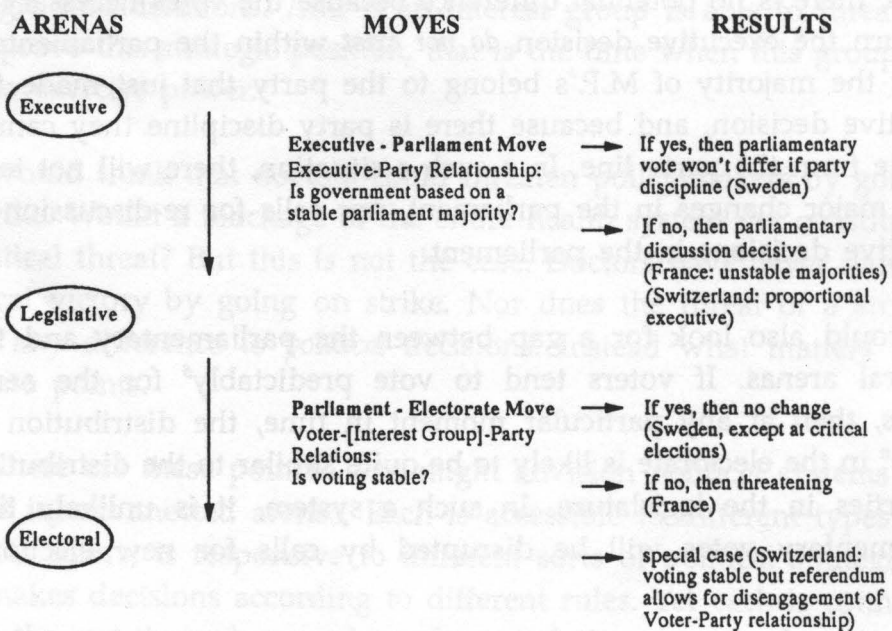 ARENAS MOVES RESULTS
Executive
Executive - Parliament Move
Executive-Party Relationship:
Is government based on
stable parliament majority?
If yes, then parliamentary
vote won't differ if party
discipline (Sweden)
If no, then parliamentary
discussion decisive
(France: unstable majorities)
(Switzerland: proportional
executive)
Legislative
Parliament - Electorate Move
Voter-[Interest Group]-Party
Relations:
Is voting stable?
If yes, then no change
(Sweden, except at critical
elections)
If no, then threatening
(France)
Electoral
special case (Switzerland:
voting stable but referendum
allows for disengagement of
Voter-Party relationship)